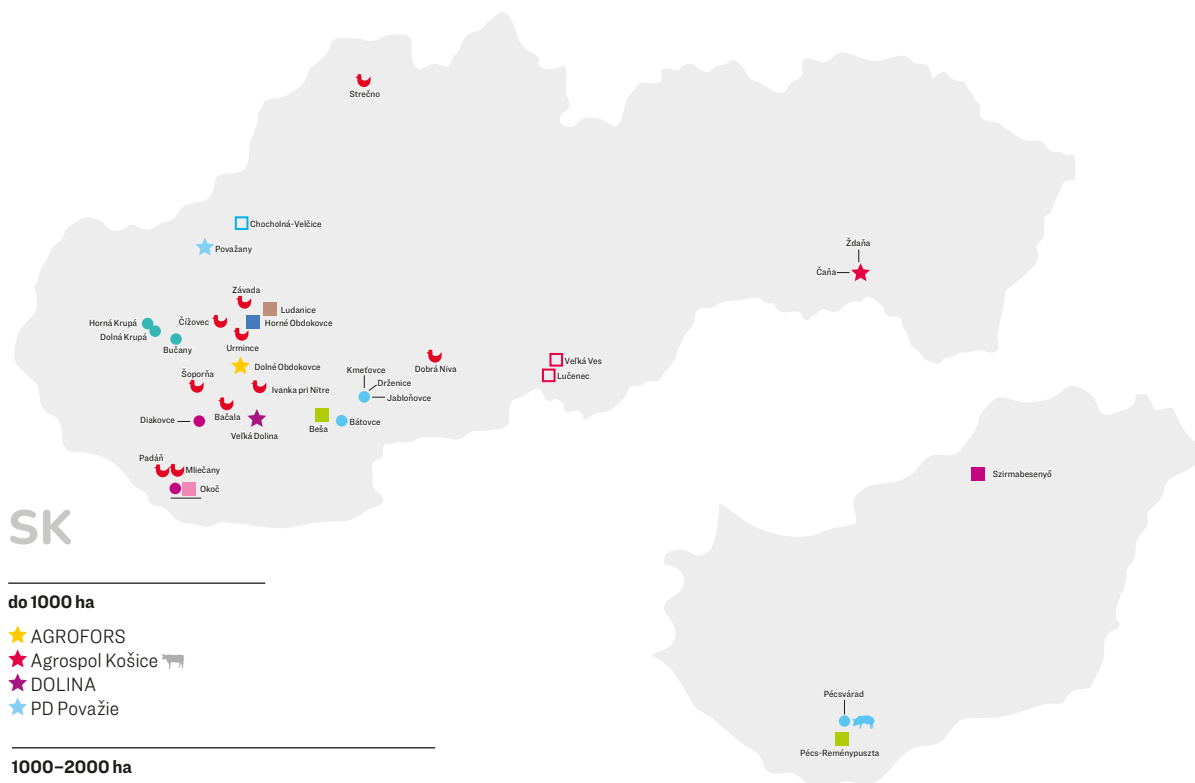 Strečno
Chocholná-Velčice
Považany
Ždaňa
Čaňa
Závada
Ludanice
Horná Krupá
Čížovec
Horné Obdokovce
Dolná Krupá
Bučany
Urmince
Dobrá Niva
Veľká Ves
Dolné Obdokovce
Kmeťovce
Šoporňa
Drženice
Lučenec
Ivanka pri Nitre
Jabloňovce
Bačala
Diakovce
Beša
Bátovce
Veľká Dolina
Padáň
Mliečany
Szirmabesenyő
Okoč
SK
do 1000 ha
AGROFORS
Agrospol Košice
DOLINA
PD Považie
Pécsvárad
Pécs-Reménypuszta
1000–2000 ha